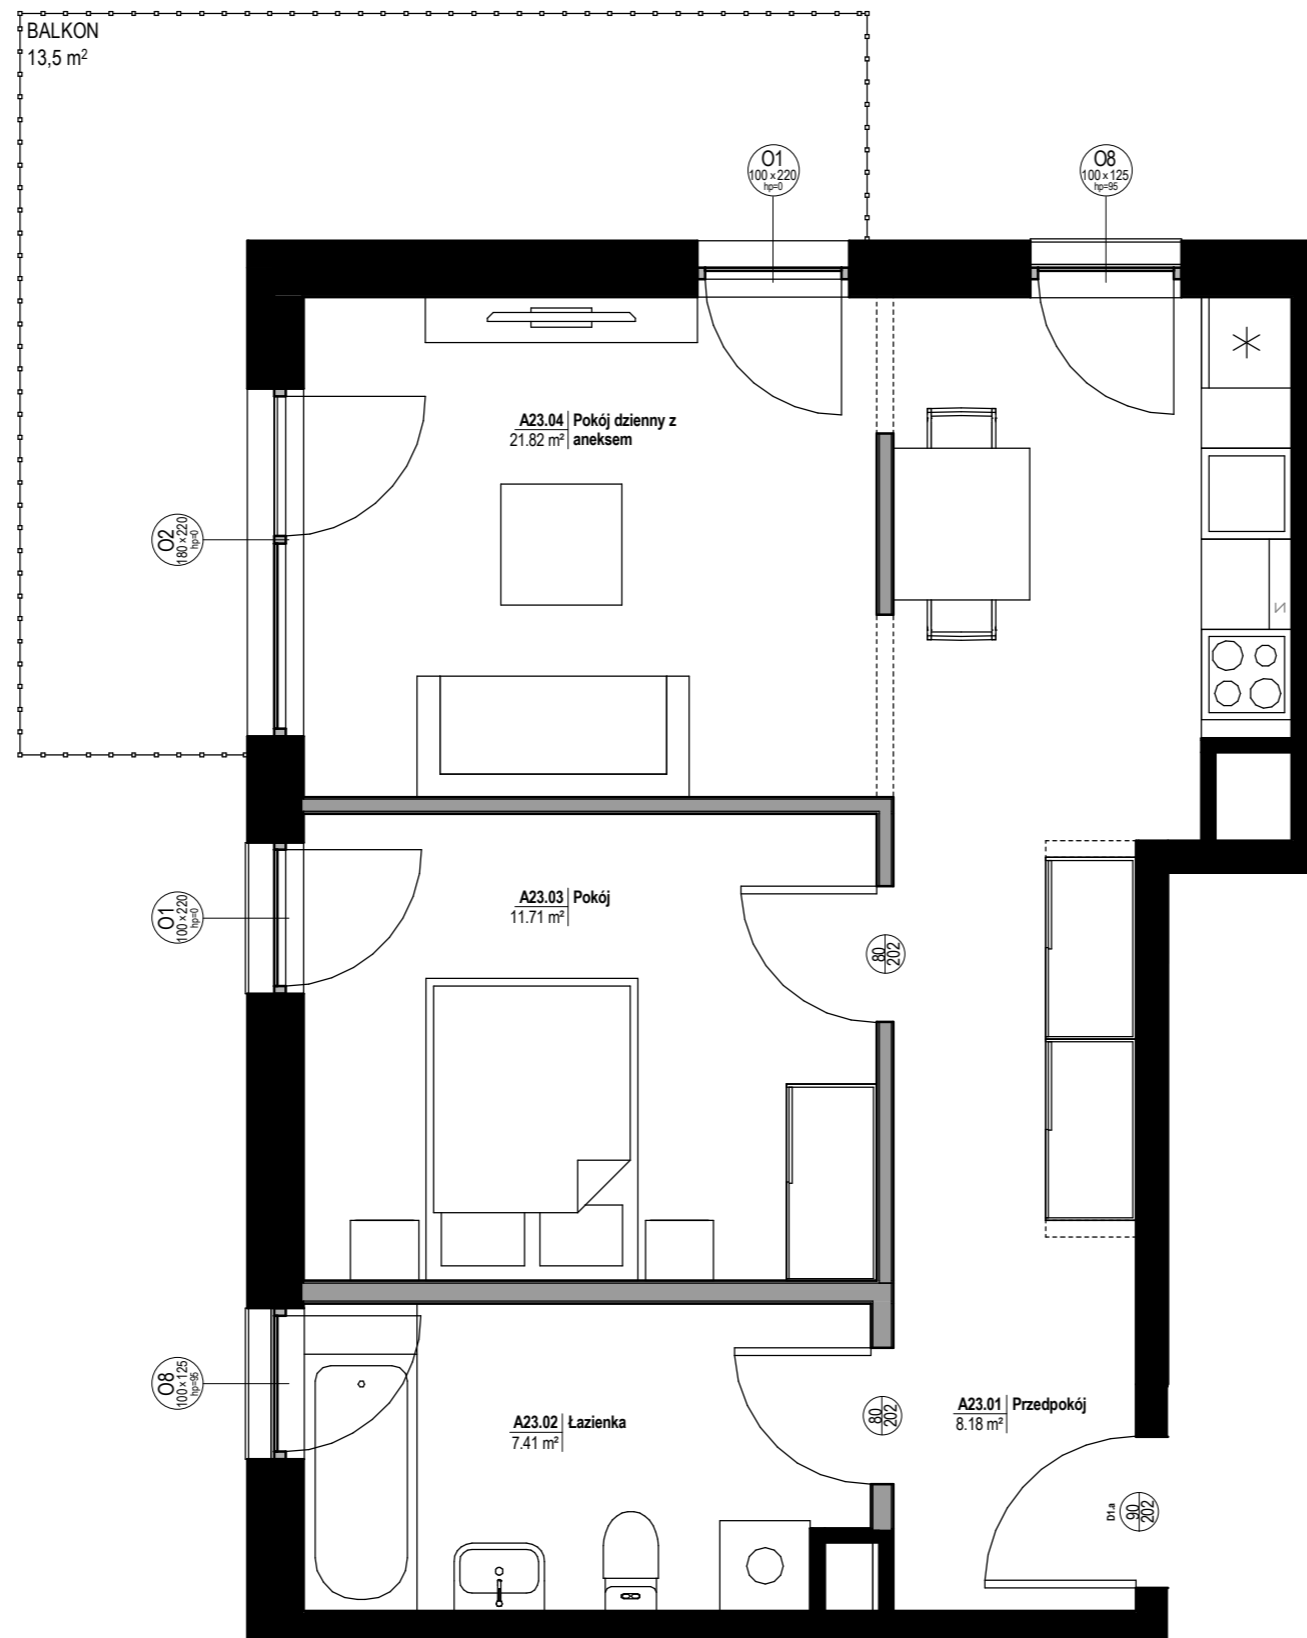 BALKON
13,5 m²
O1
100 x 220
hp=0
O8
100 x 125
hp=95
A23.04 Pokój dzienny z
21.82 m² aneksem
O2
180 x 220
hp=0
A23.03 Pokój
11.71 m²
O1
100 x 220
hp=0
80
202
O8
100 x 125
hp=95
A23.02 Łazienka
7.41 m²
80
202
A23.01 Przedpokój
8.18 m²
D1.a
90
202